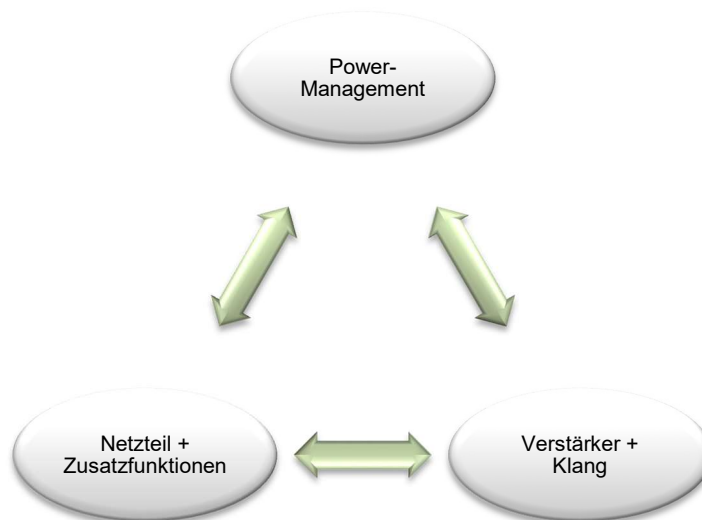 Power-
Management
Netzteil +
Zusatzfunktionen
Verstärker +
Klang